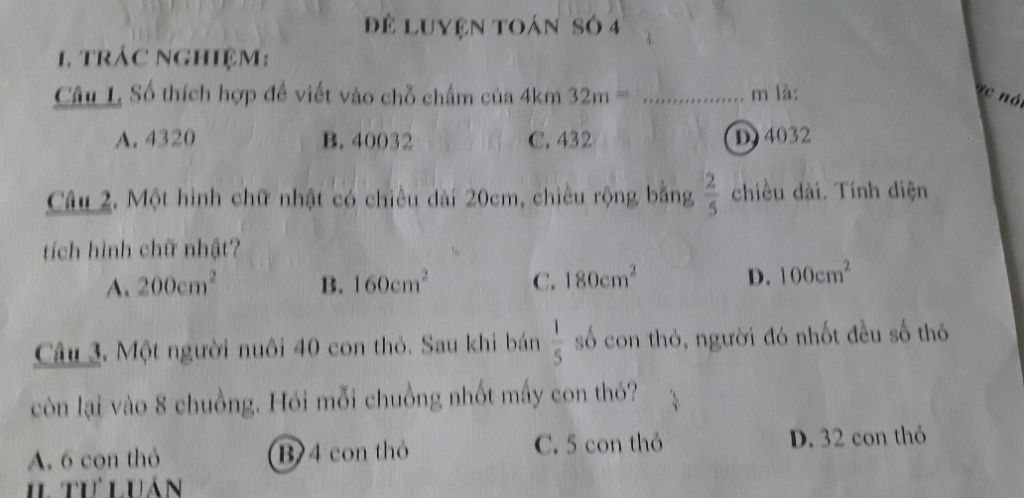 ĐỀ LUYỆN TOÁN SỐ 4
I. TRẮC NGHIỆM:
Câu 1. Số thích hợp để viết vào chỗ chấm của 4km 32m = .................. m là:
A. 4320 B. 40032 C. 432 D. 4032
Câu 2. Một hình chữ nhật có chiều dài 20cm, chiều rộng bằng 2/5 chiều dài. Tính diện
tích hình chữ nhật?
A. 200cm² B. 160cm² C. 180cm² D. 100cm²
Câu 3. Một người nuôi 40 con thỏ. Sau khi bán 1/5 số con thỏ, người đó nhốt đều số thỏ
còn lại vào 8 chuồng. Hỏi mỗi chuồng nhốt mấy con thỏ?
A. 6 con thỏ B. 4 con thỏ C. 5 con thỏ D. 32 con thỏ
II. TỰ LUẬN